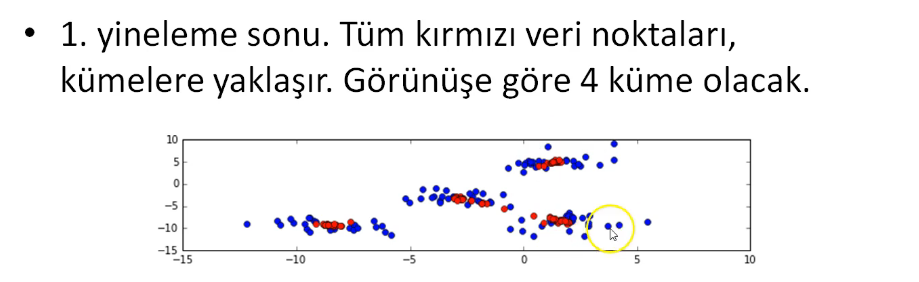 • 1. yineleme sonu. Tüm kırmızı veri noktaları,
kümelere yaklaşır. Görünüşe göre 4 küme olacak.
10
5
0
−5
−10
−15
−15 −10 −5 0 5 10